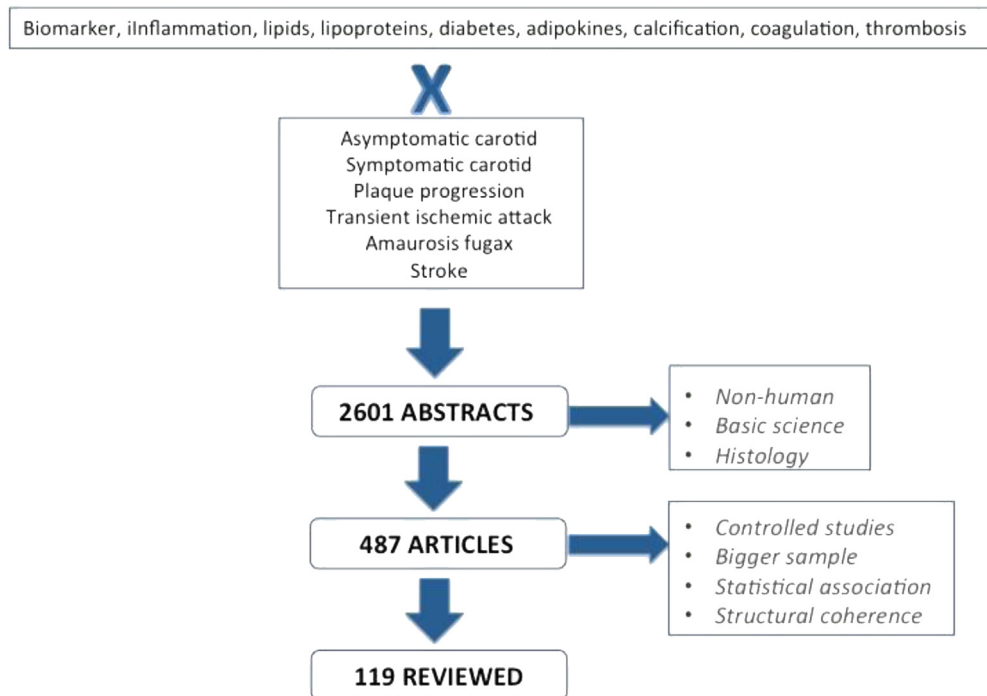 Biomarker, iInflammation, lipids, lipoproteins, diabetes, adipokines, calcification, coagulation, thrombosis
X
Asymptomatic carotid
Symptomatic carotid
Plaque progression
Transient ischemic attack
Amaurosis fugax
Stroke
2601 ABSTRACTS
• Non-human
• Basic science
• Histology
487 ARTICLES
• Controlled studies
• Bigger sample
• Statistical association
• Structural coherence
119 REVIEWED